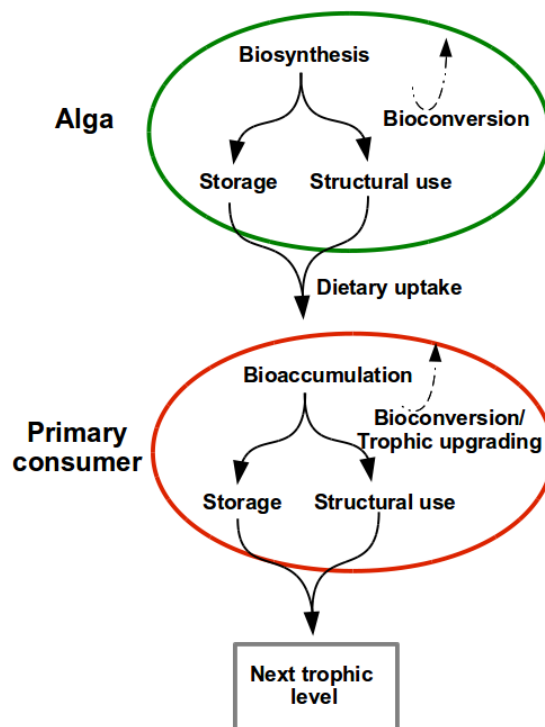 Biosynthesis
Alga
Bioconversion
Storage
Structural use
Dietary uptake
Bioaccumulation
Bioconversion/
Trophic upgrading
Primary
consumer
Storage
Structural use
Next trophic
level